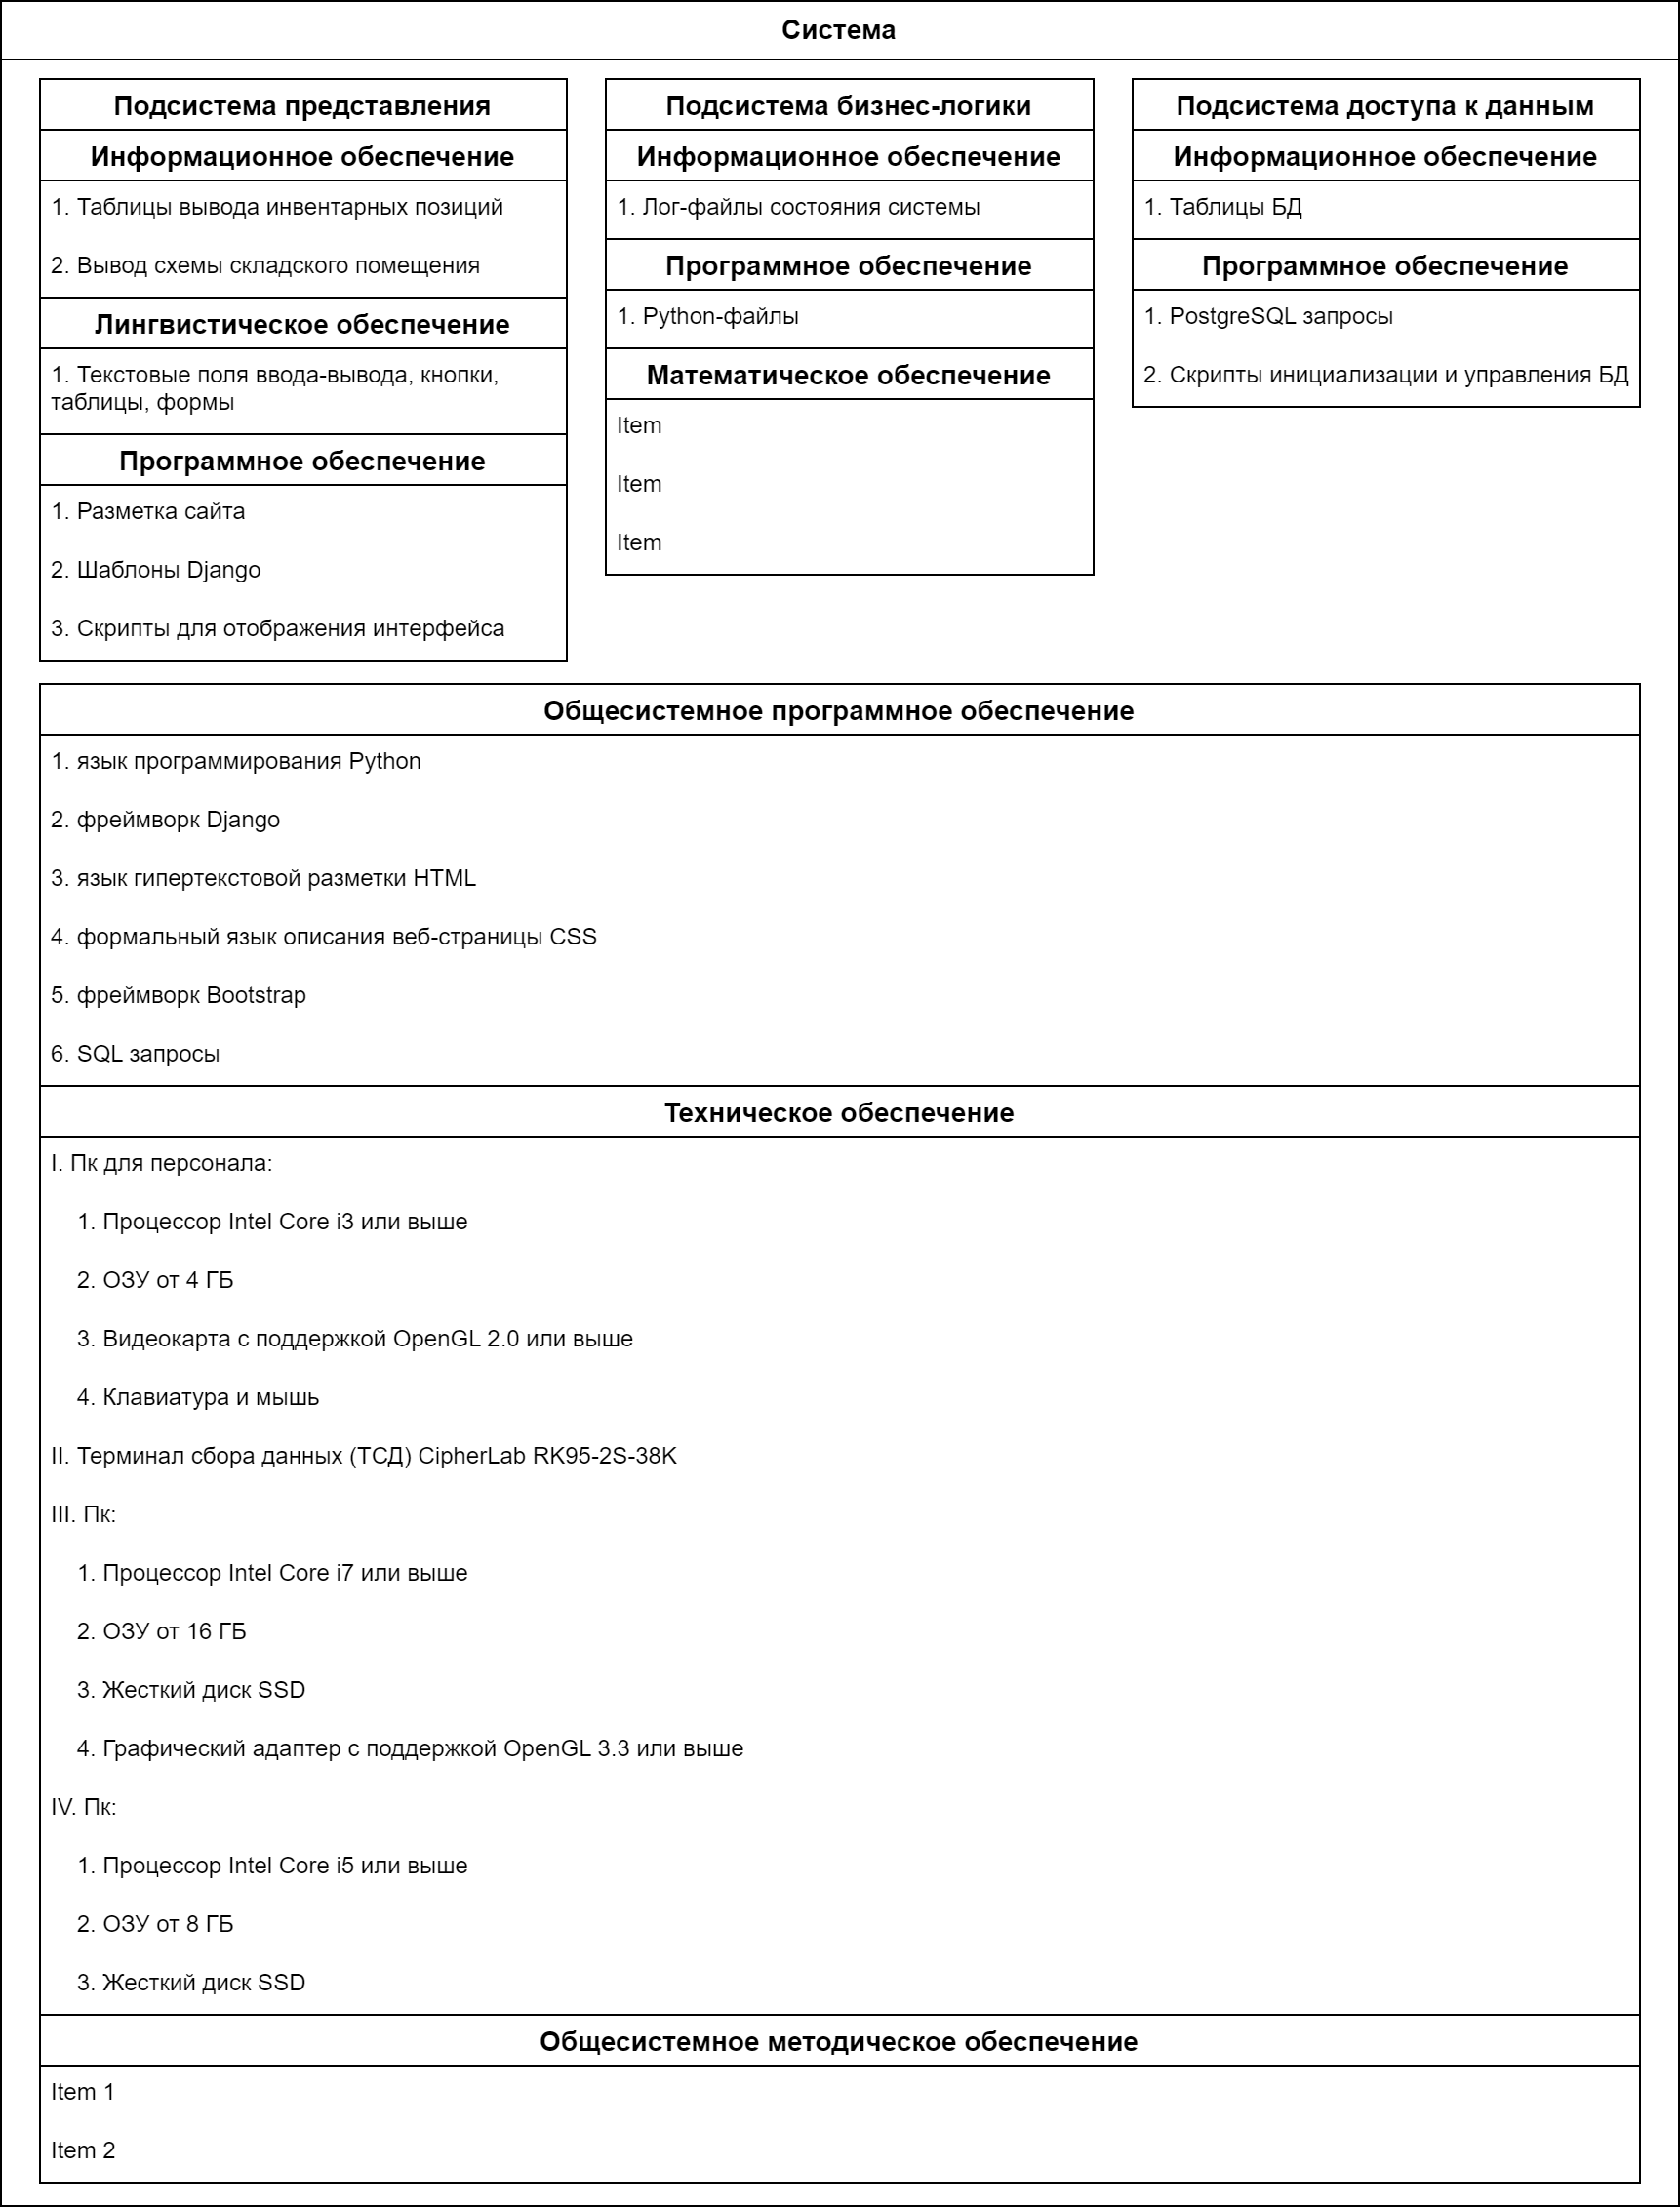 Система
Подсистема представления
Информационное обеспечение
1. Таблицы вывода инвентарных позиций
2. Вывод схемы складского помещения
Лингвистическое обеспечение
1. Текстовые поля ввода-вывода, кнопки,
таблицы, формы
Программное обеспечение
1. Разметка сайта
2. Шаблоны Django
3. Скрипты для отображения интерфейса
Подсистема бизнес-логики
Информационное обеспечение
1. Лог-файлы состояния системы
Программное обеспечение
1. Python-файлы
Математическое обеспечение
Item
Item
Item
Подсистема доступа к данным
Информационное обеспечение
1. Таблицы БД
Программное обеспечение
1. PostgreSQL запросы
2. Скрипты инициализации и управления БД
Общесистемное программное обеспечение
1. язык программирования Python
2. фреймворк Django
3. язык гипертекстовой разметки HTML
4. формальный язык описания веб-страницы CSS
5. фреймворк Bootstrap
6. SQL запросы
Техническое обеспечение
I. Пк для персонала:
1. Процессор Intel Core i3 или выше
2. ОЗУ от 4 ГБ
3. Видеокарта с поддержкой OpenGL 2.0 или выше
4. Клавиатура и мышь
II. Терминал сбора данных (ТСД) CipherLab RK95-2S-38K
III. Пк:
1. Процессор Intel Core i7 или выше
2. ОЗУ от 16 ГБ
3. Жесткий диск SSD
4. Графический адаптер с поддержкой OpenGL 3.3 или выше
IV. Пк:
1. Процессор Intel Core i5 или выше
2. ОЗУ от 8 ГБ
3. Жесткий диск SSD
Общесистемное методическое обеспечение
Item 1
Item 2